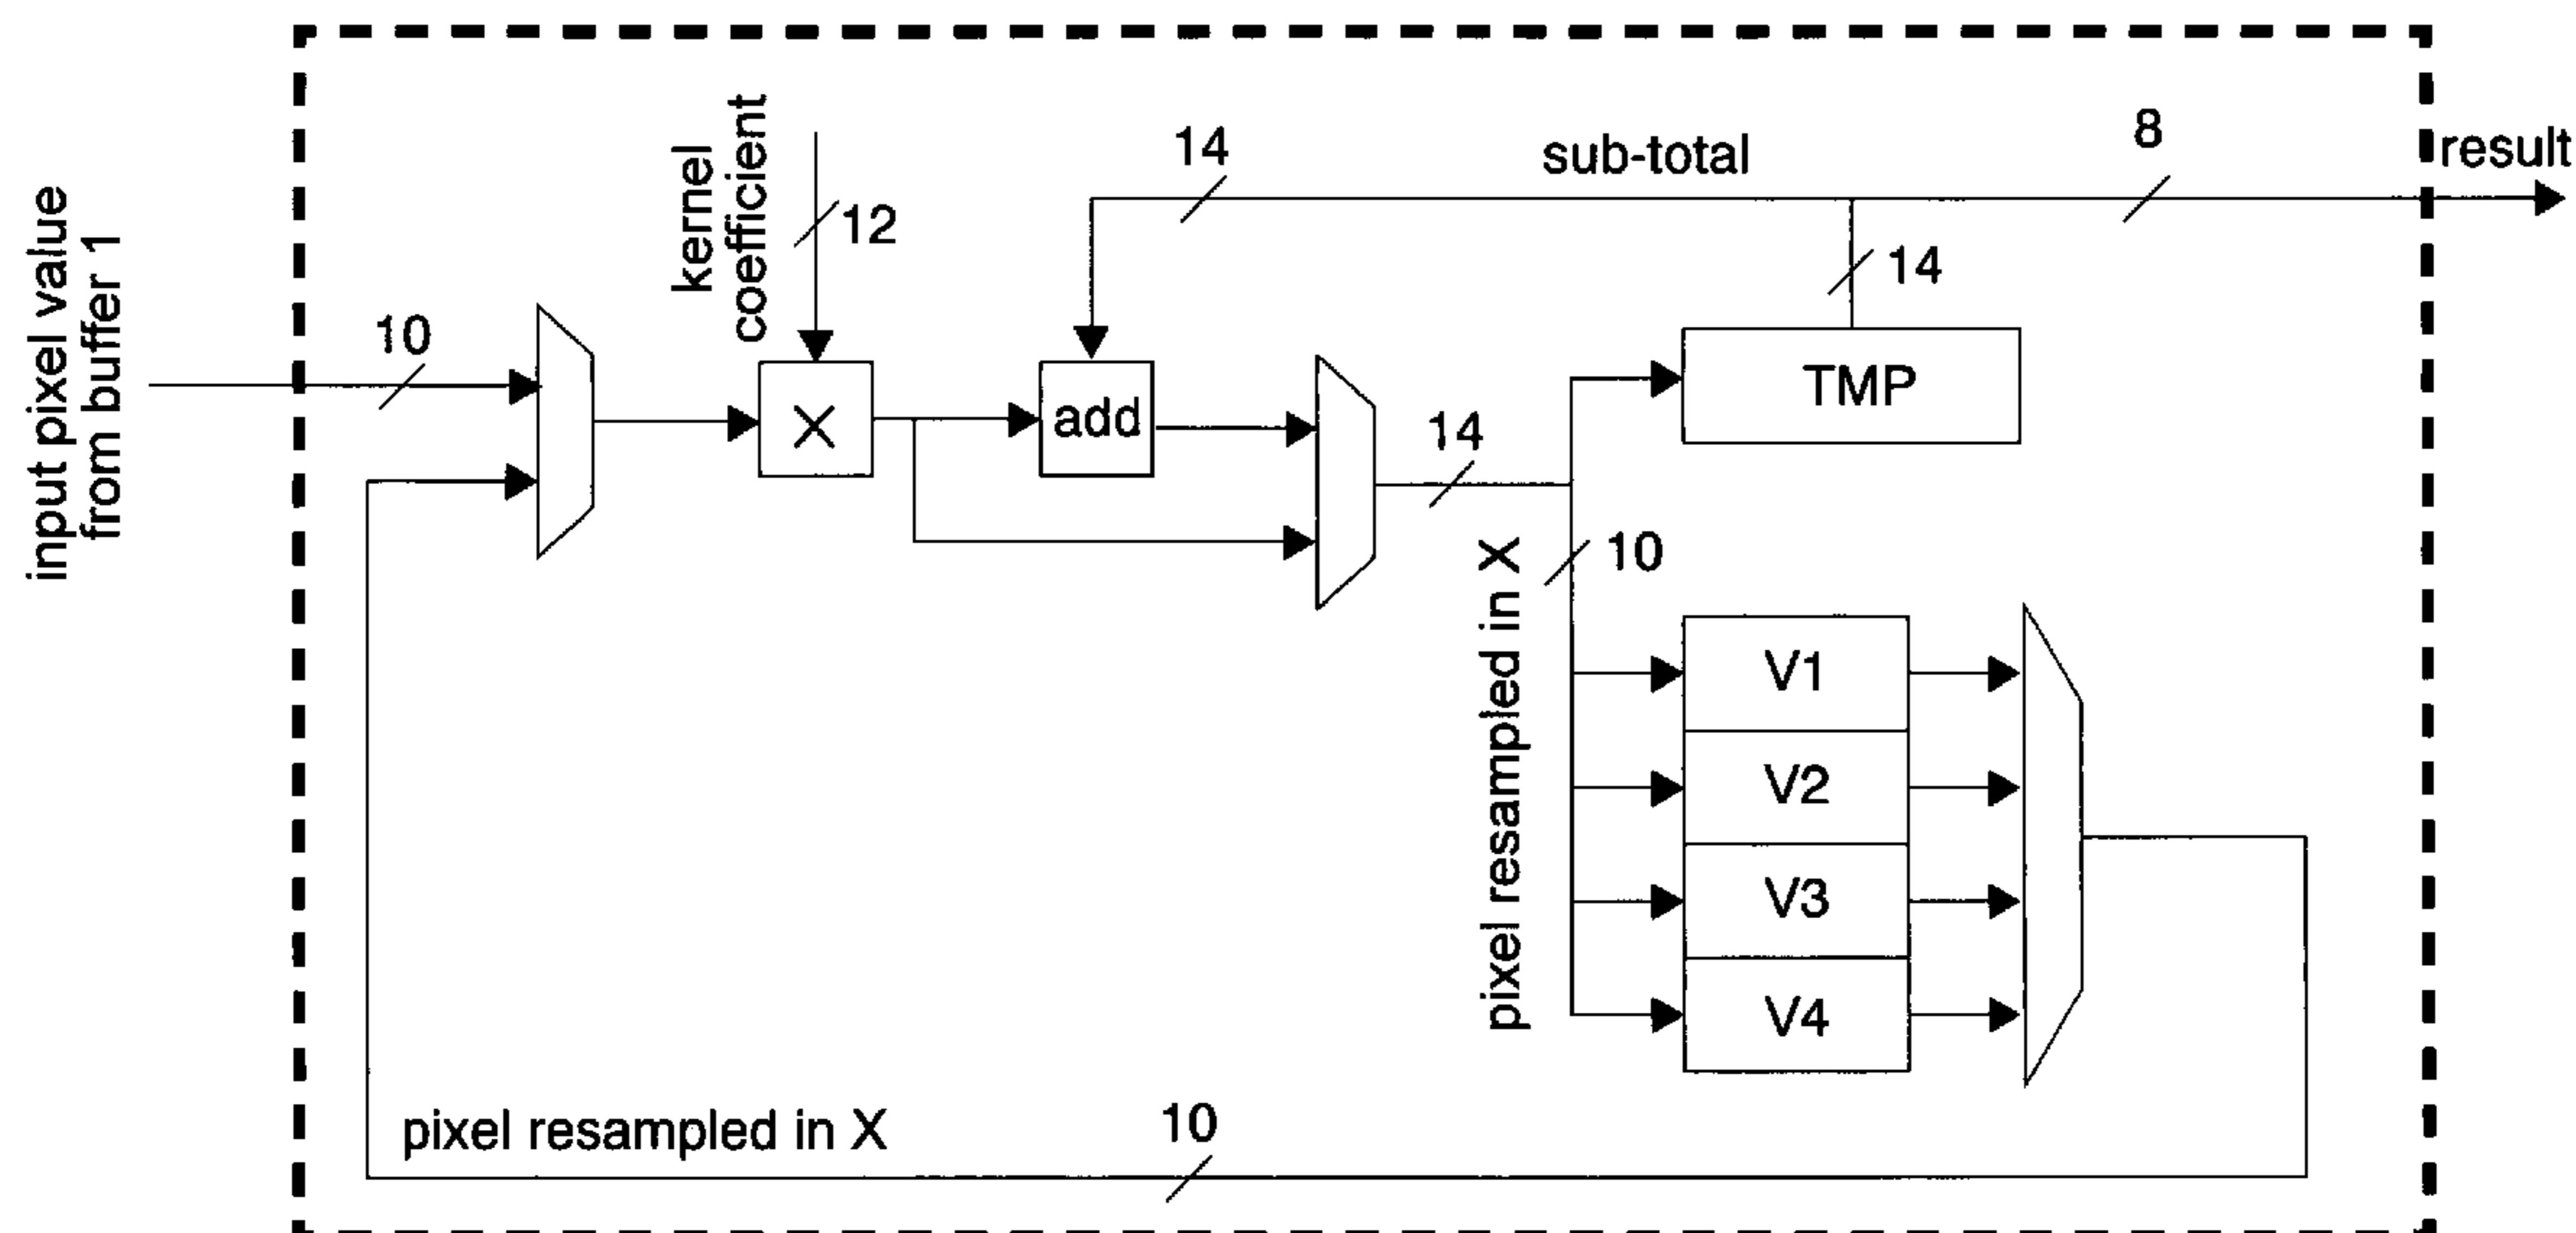 input pixel value
from buffer 1
10
kernel
coefficient
12
14
sub-total
8
result
14
X
add
14
TMP
pixel resampled in X
10
V1
V2
V3
V4
pixel resampled in X
10